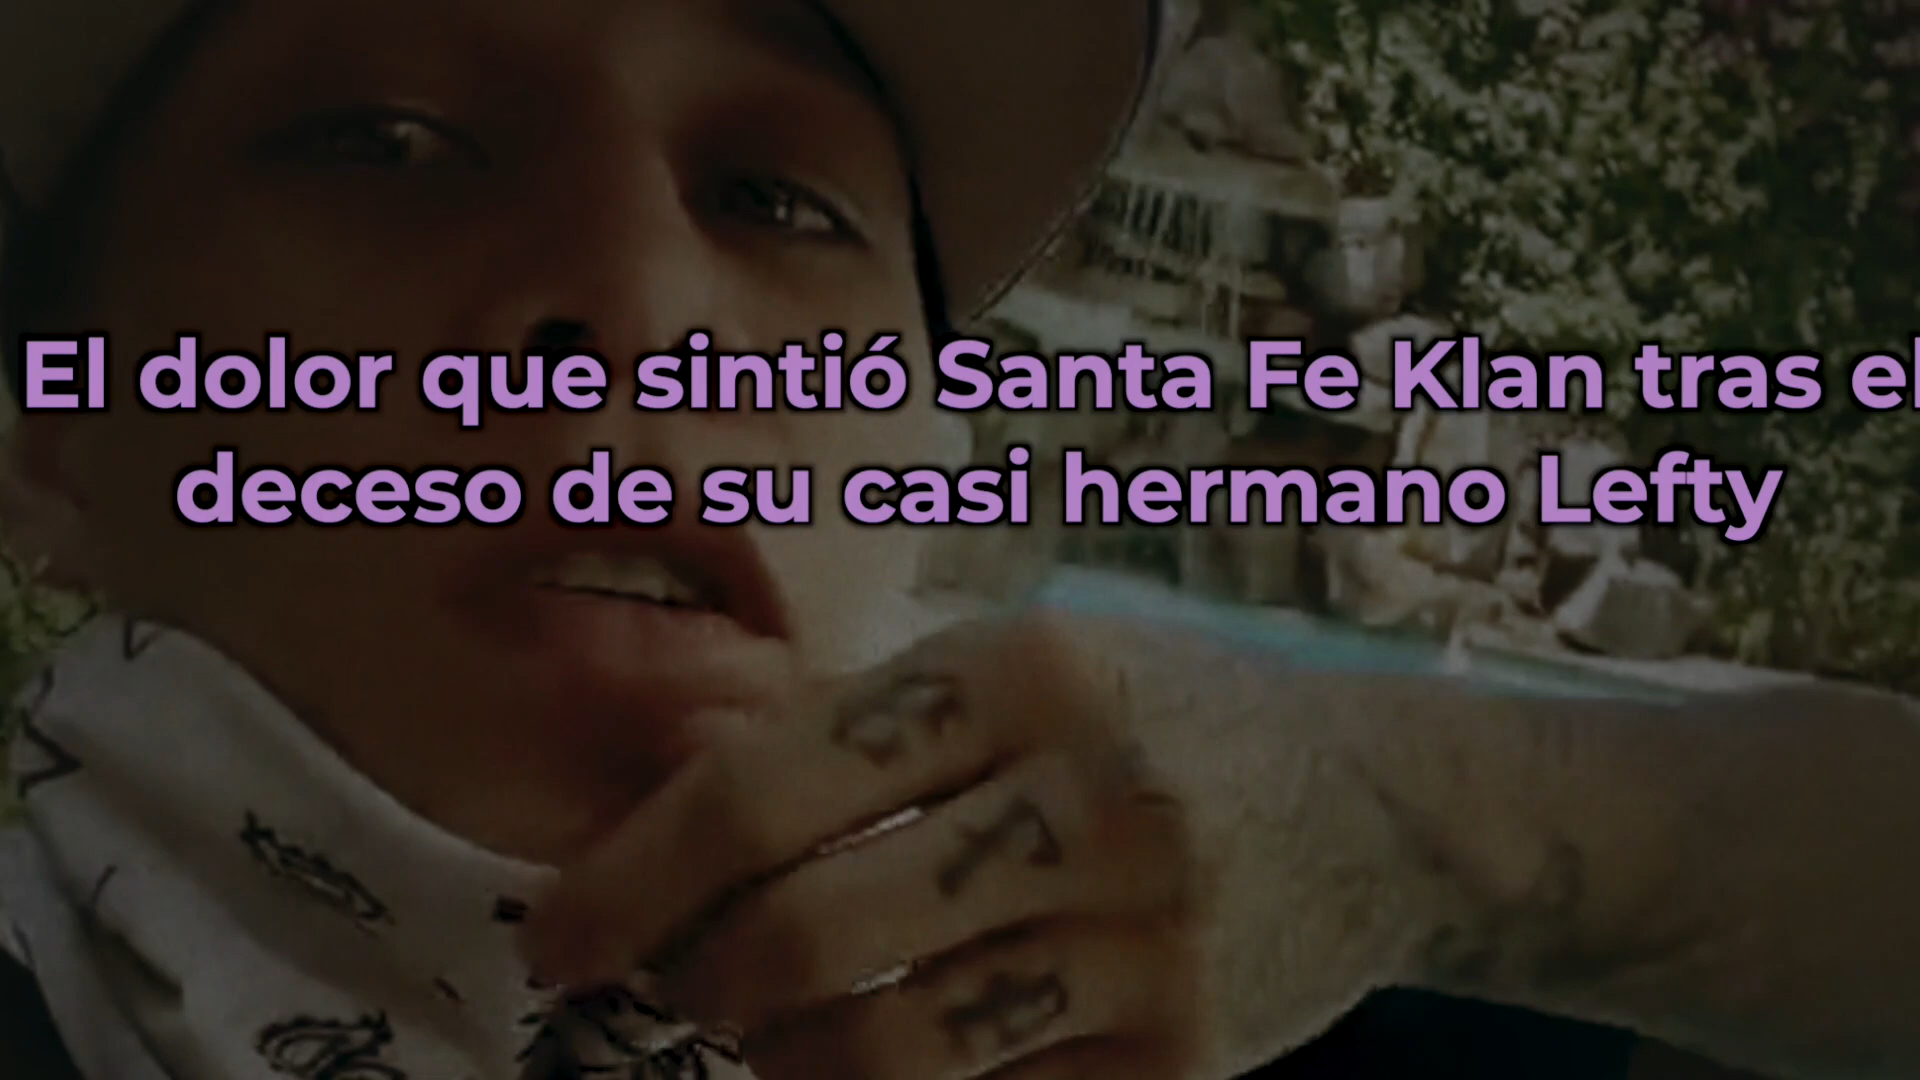 El dolor que sintió Santa Fe Klan tras el
deceso de su casi hermano Lefty